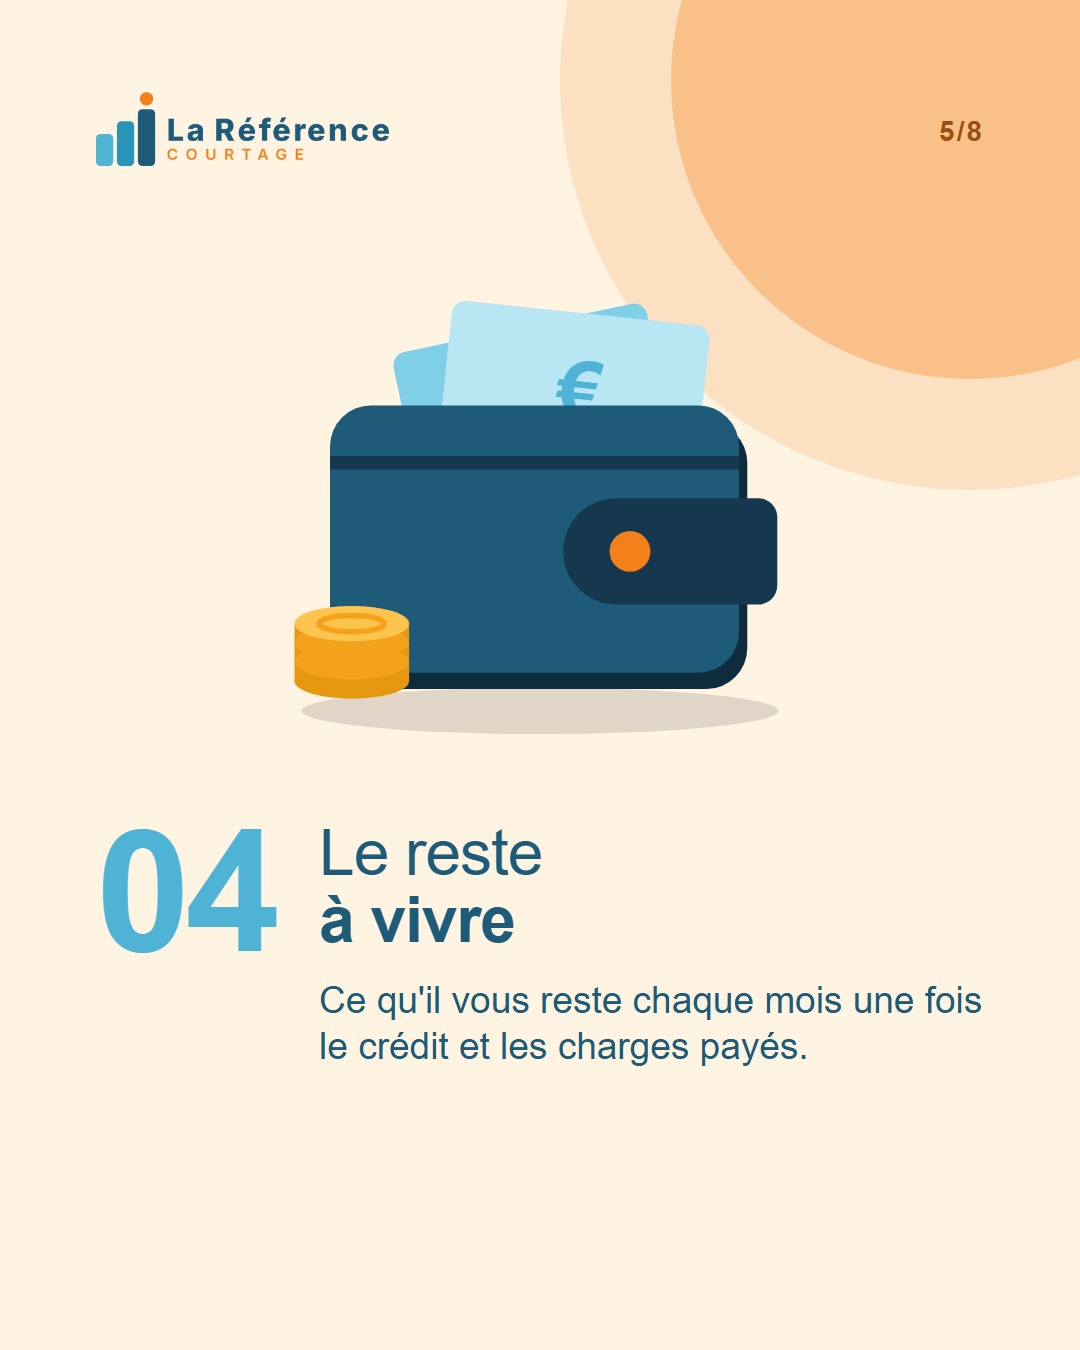 La Référence
COURTAGE
5/8
€
04
Le reste
à vivre
Ce qu'il vous reste chaque mois une fois
le crédit et les charges payés.